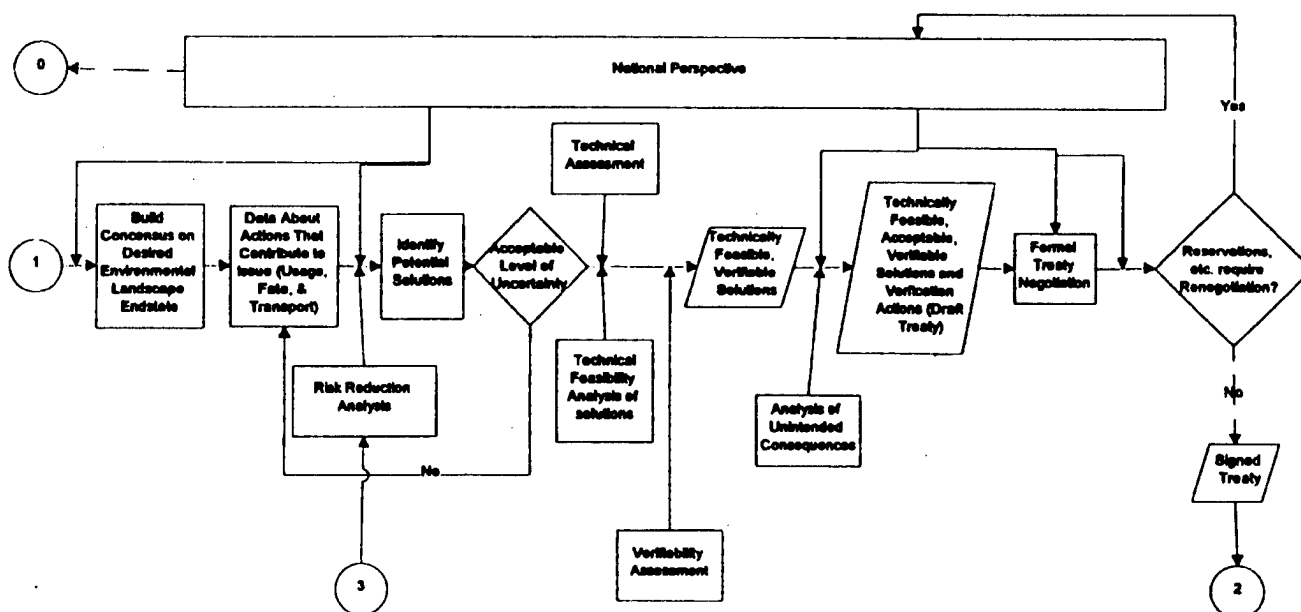 0
National Perspective
Yes
Technical
Assessment
1
Build
Concensus on
Desired
Environmental
Landscape
Endstate
Data About
Actions That
Contribute to
Issue (Usage,
Fate, &
Transport)
Identify
Potential
Solutions
Acceptable
Level of
Uncertainty
Technically
Feasible,
Verifiable
Solutions
Technically
Feasible,
Acceptable,
Verifiable
Solutions and
Verification
Actions (Draft
Treaty)
Formal
Treaty
Negotiation
Reservations,
etc. require
Renegotiation?
Risk Reduction
Analysis
Technical
Feasibility
Analysis of
solutions
Analysis of
Unintended
Consequences
No
No
Signed
Treaty
Verifiability
Assessment
3
2